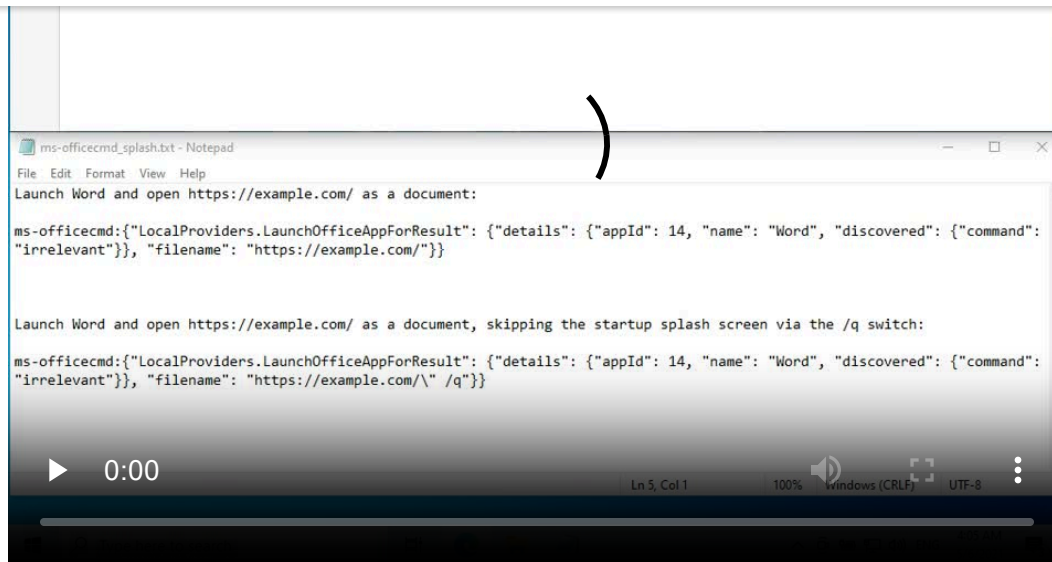 ms-officecmd_splash.txt - Notepad
File Edit Format View Help
Launch Word and open https://example.com/ as a document:
ms-officecmd:{"LocalProviders.LaunchOfficeAppForResult": {"details": {"appId": 14, "name": "Word", "discovered": {"command":
"irrelevant"}}, "filename": "https://example.com/"}}
Launch Word and open https://example.com/ as a document, skipping the startup splash screen via the /q switch:
ms-officecmd:{"LocalProviders.LaunchOfficeAppForResult": {"details": {"appId": 14, "name": "Word", "discovered": {"command":
"irrelevant"}}, "filename": "https://example.com/\" /q"}}
0:00
Ln 5, Col 1 100% Windows (CRLF) UTF-8